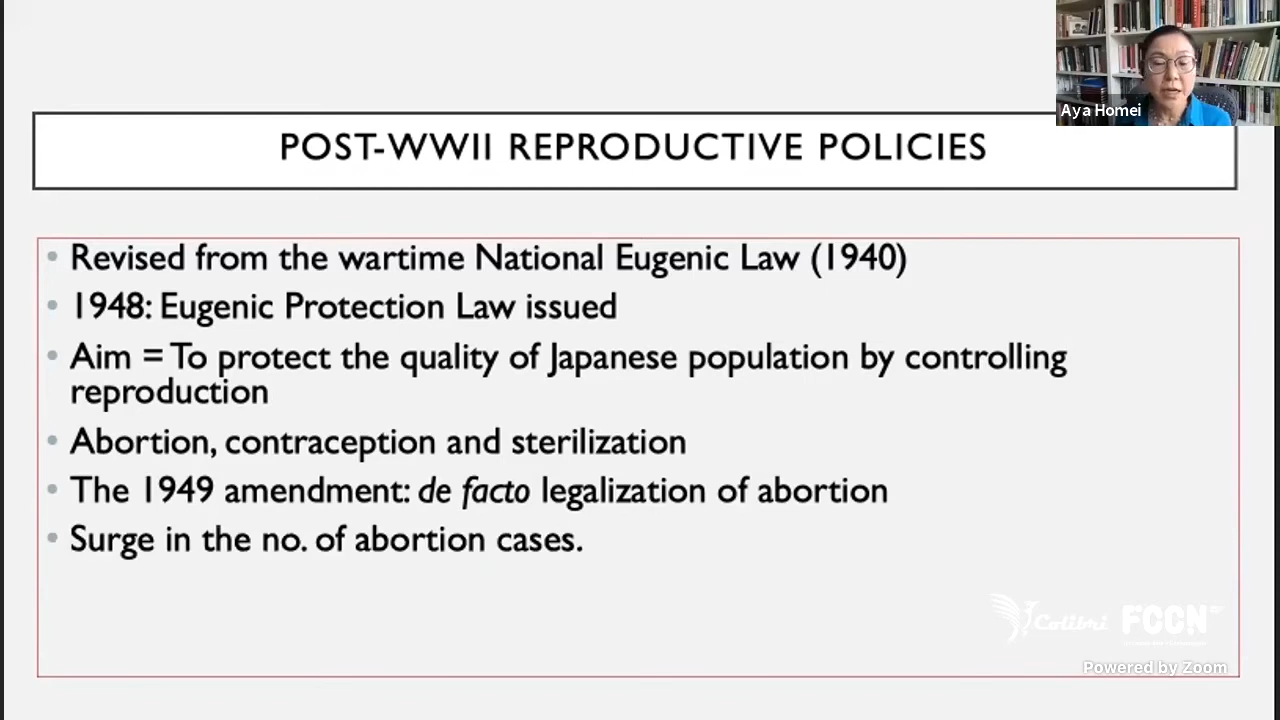 Aya Homei
POST-WWII REPRODUCTIVE POLICIES
• Revised from the wartime National Eugenic Law (1940)
• 1948: Eugenic Protection Law issued
• Aim = To protect the quality of Japanese population by controlling
reproduction
• Abortion, contraception and sterilization
• The 1949 amendment: de facto legalization of abortion
• Surge in the no. of abortion cases.
Colibri FCCN
Powered by Zoom